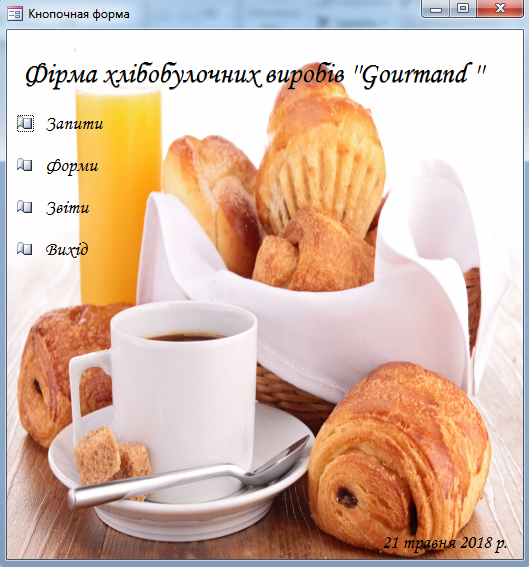 Кнопочная форма
Фірма хлібобулочних виробів "Gourmand "
Запити
Форми
Звіти
Вихід
21 травня 2018 р.